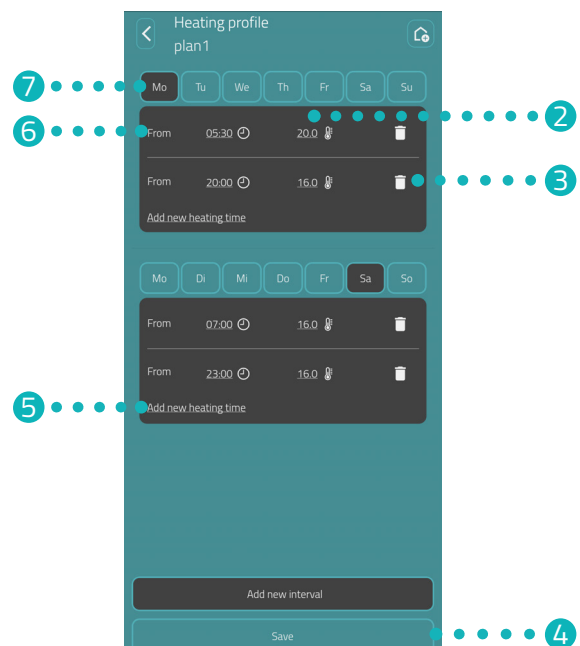 Heating profile
plan1
7 Mo Tu We Th Fr Sa Su
2
6 From 05:30 20.0
From 20:00 16.0 3
Add new heating time
Mo Di Mi Do Fr Sa So
From 07:00 16.0
From 23:00 16.0
5 Add new heating time
Add new interval
Save 4